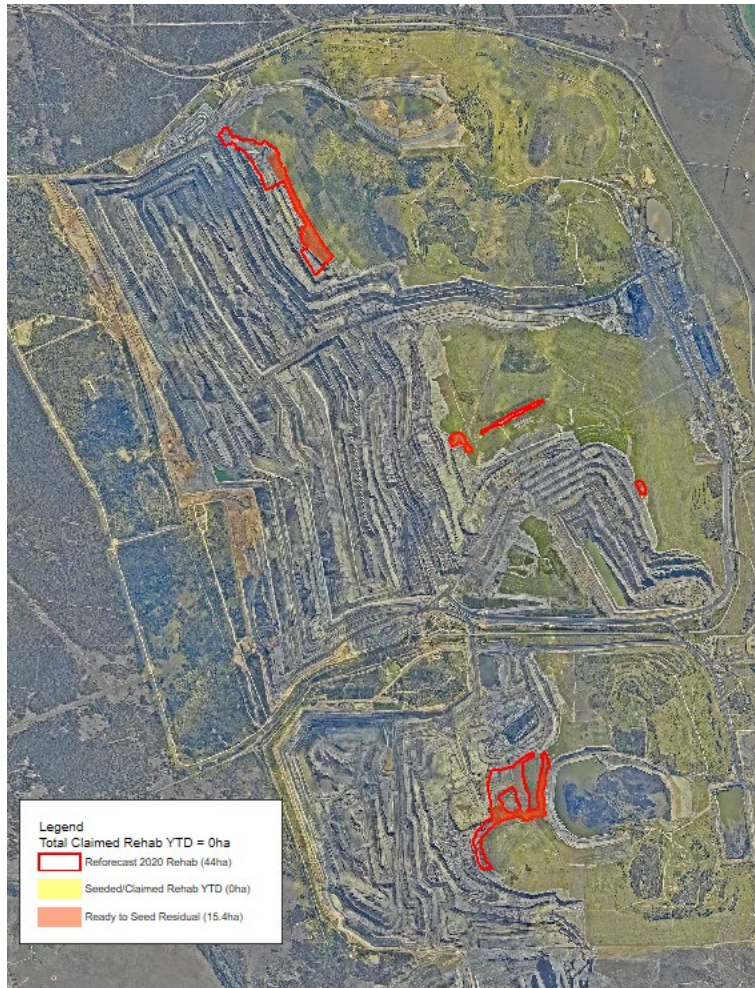 Legend
Total Claimed Rehab YTD = 0ha
Reforecast 2020 Rehab (44ha)
Seeded/Claimed Rehab YTD (0ha)
Ready to Seed Residual (15.4ha)